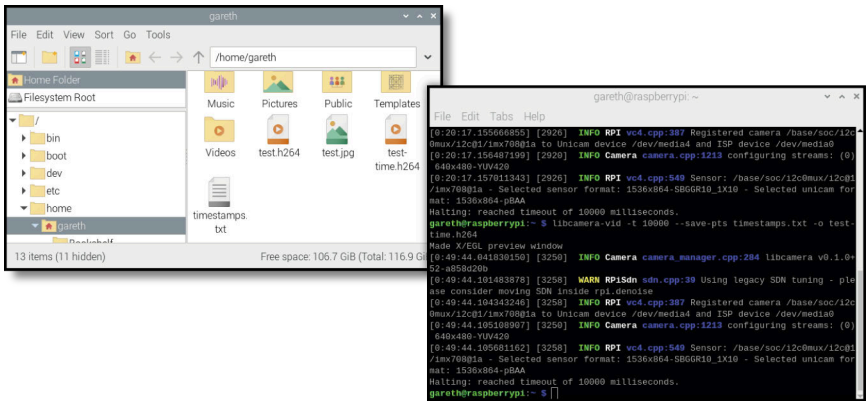 gareth
File Edit View Sort Go Tools
/home/gareth
Home Folder
Filesystem Root
/
bin
boot
dev
etc
home
gareth
Music Pictures Public Templates
Videos test.h264 test.jpg test-
time.h264
timestamps.
txt
13 items (11 hidden) Free space: 106.7 GiB (Total: 116.9 Gi
gareth@raspberrypi: ~
File Edit Tabs Help
[0:20:17.155666855] [2926] INFO RPI vc4.cpp:387 Registered camera /base/soc/i2c
0mux/i2c@1/imx708@1a to Unicam device /dev/media4 and ISP device /dev/media0
[0:20:17.156487199] [2920] INFO Camera camera.cpp:1213 configuring streams: (0)
640x480-YUV420
[0:20:17.157011343] [2926] INFO RPI vc4.cpp:549 Sensor: /base/soc/i2c0mux/i2c@1
/imx708@1a - Selected sensor format: 1536x864-SBGGR10_1X10 - Selected unicam for
mat: 1536x864-pBAA
Halting: reached timeout of 10000 milliseconds.
gareth@raspberrypi:~ $ libcamera-vid -t 10000 --save-pts timestamps.txt -o test-
time.h264
Made X/EGL preview window
[0:49:44.041830150] [3250] INFO Camera camera_manager.cpp:284 libcamera v0.1.0+
52-a858d20b
[0:49:44.101483878] [3258] WARN RPiSdn sdn.cpp:39 Using legacy SDN tuning - ple
ase consider moving SDN inside rpi.denoise
[0:49:44.104343246] [3258] INFO RPI vc4.cpp:387 Registered camera /base/soc/i2c
0mux/i2c@1/imx708@1a to Unicam device /dev/media4 and ISP device /dev/media0
[0:49:44.105108907] [3250] INFO Camera camera.cpp:1213 configuring streams: (0)
640x480-YUV420
[0:49:44.105681162] [3258] INFO RPI vc4.cpp:549 Sensor: /base/soc/i2c0mux/i2c@1
/imx708@1a - Selected sensor format: 1536x864-SBGGR10_1X10 - Selected unicam for
mat: 1536x864-pBAA
Halting: reached timeout of 10000 milliseconds.
gareth@raspberrypi:~ $